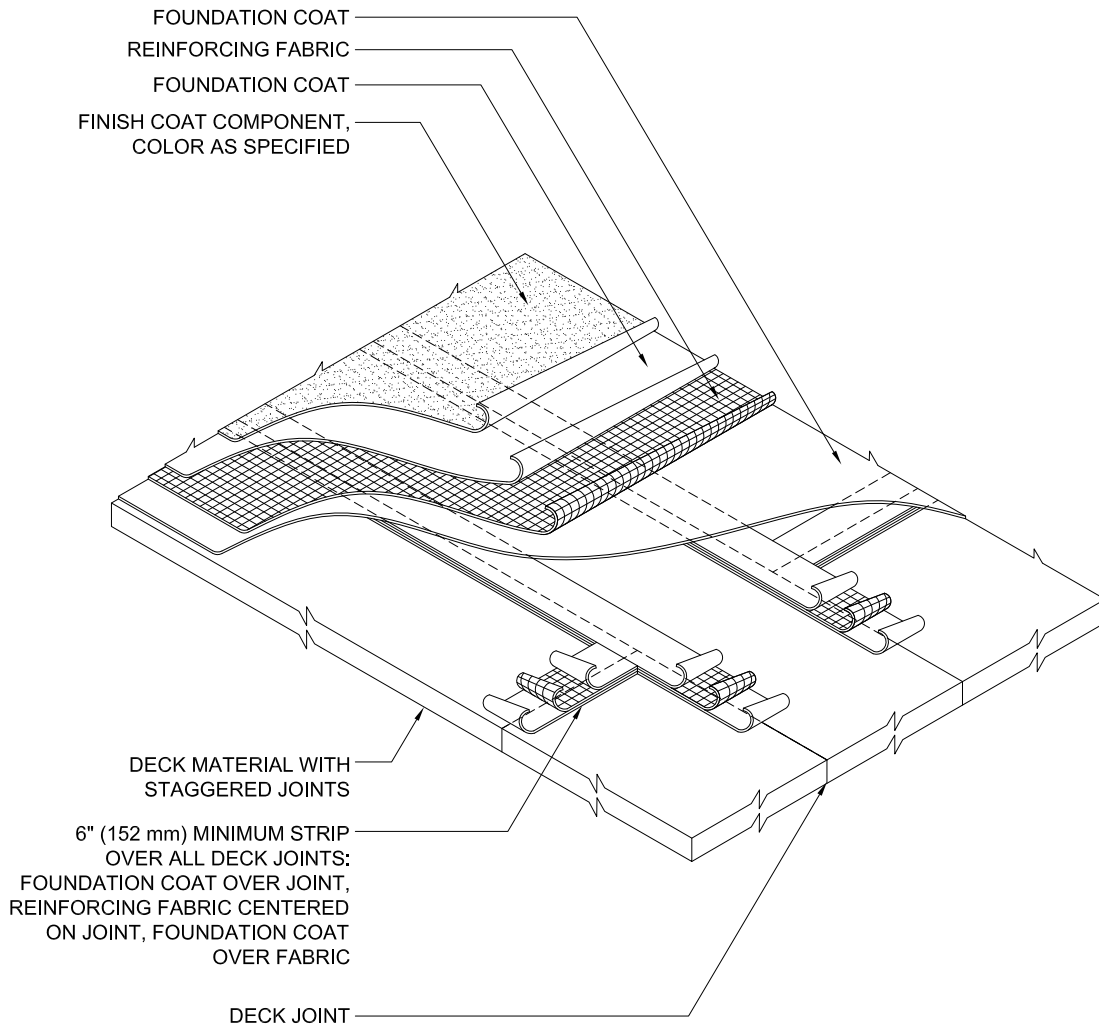 FOUNDATION COAT
REINFORCING FABRIC
FOUNDATION COAT
FINISH COAT COMPONENT,
COLOR AS SPECIFIED
DECK MATERIAL WITH
STAGGERED JOINTS
6" (152 mm) MINIMUM STRIP
OVER ALL DECK JOINTS:
FOUNDATION COAT OVER JOINT,
REINFORCING FABRIC CENTERED
ON JOINT, FOUNDATION COAT
OVER FABRIC
DECK JOINT